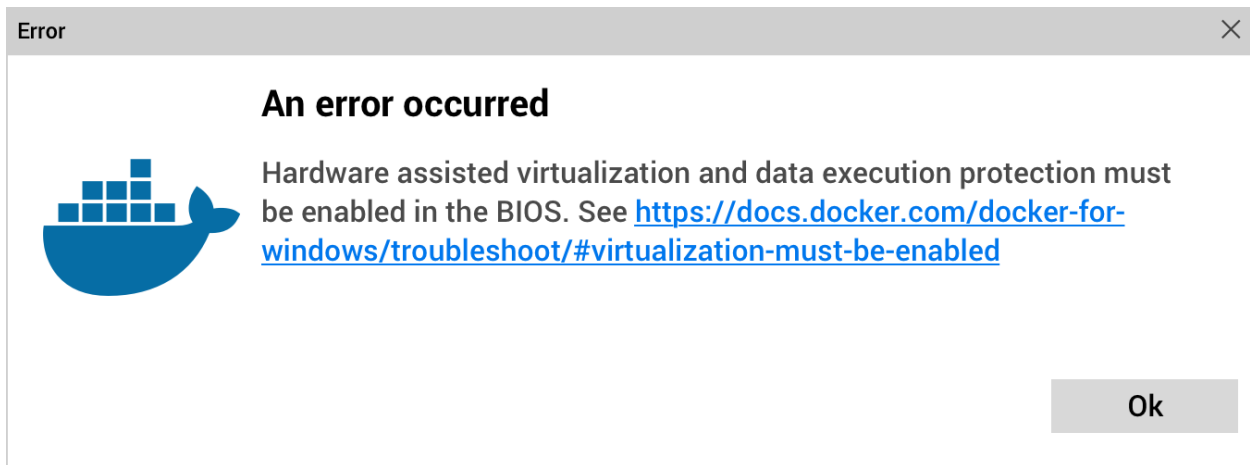 Error
An error occurred
Hardware assisted virtualization and data execution protection must
be enabled in the BIOS. See https://docs.docker.com/docker-for-
windows/troubleshoot/#virtualization-must-be-enabled
Ok